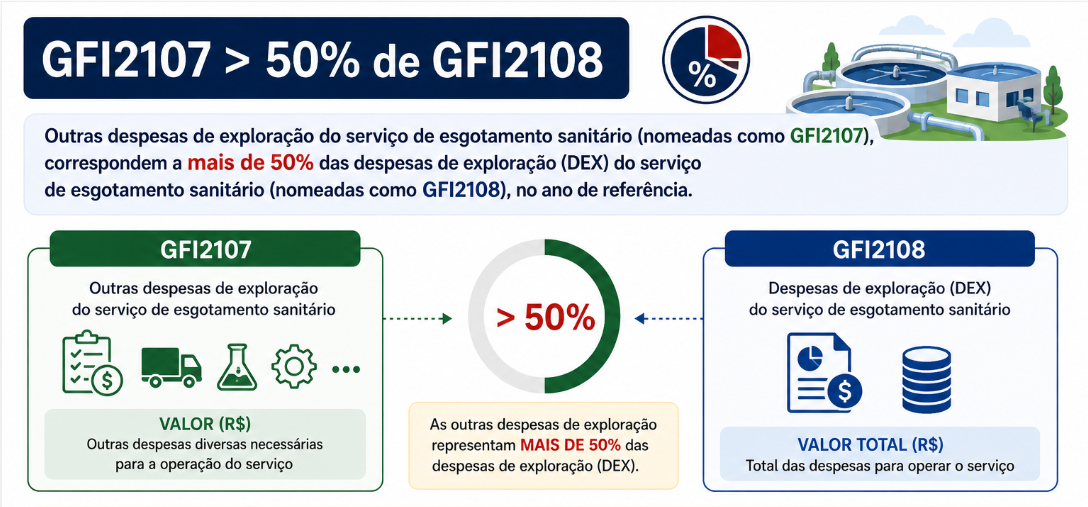 GFI2107 > 50% de GFI2108
%
Outras despesas de exploração do serviço de esgotamento sanitário (nomeadas como GFI2107),
correspondem a mais de 50% das despesas de exploração (DEX) do serviço
de esgotamento sanitário (nomeadas como GFI2108), no ano de referência.
GFI2107
Outras despesas de exploração
do serviço de esgotamento sanitário
$
VALOR (R$)
Outras despesas diversas necessárias
para a operação do serviço
> 50%
As outras despesas de exploração
representam MAIS DE 50% das
despesas de exploração (DEX).
GFI2108
Despesas de exploração (DEX)
do serviço de esgotamento sanitário
$
VALOR TOTAL (R$)
Total das despesas para operar o serviço